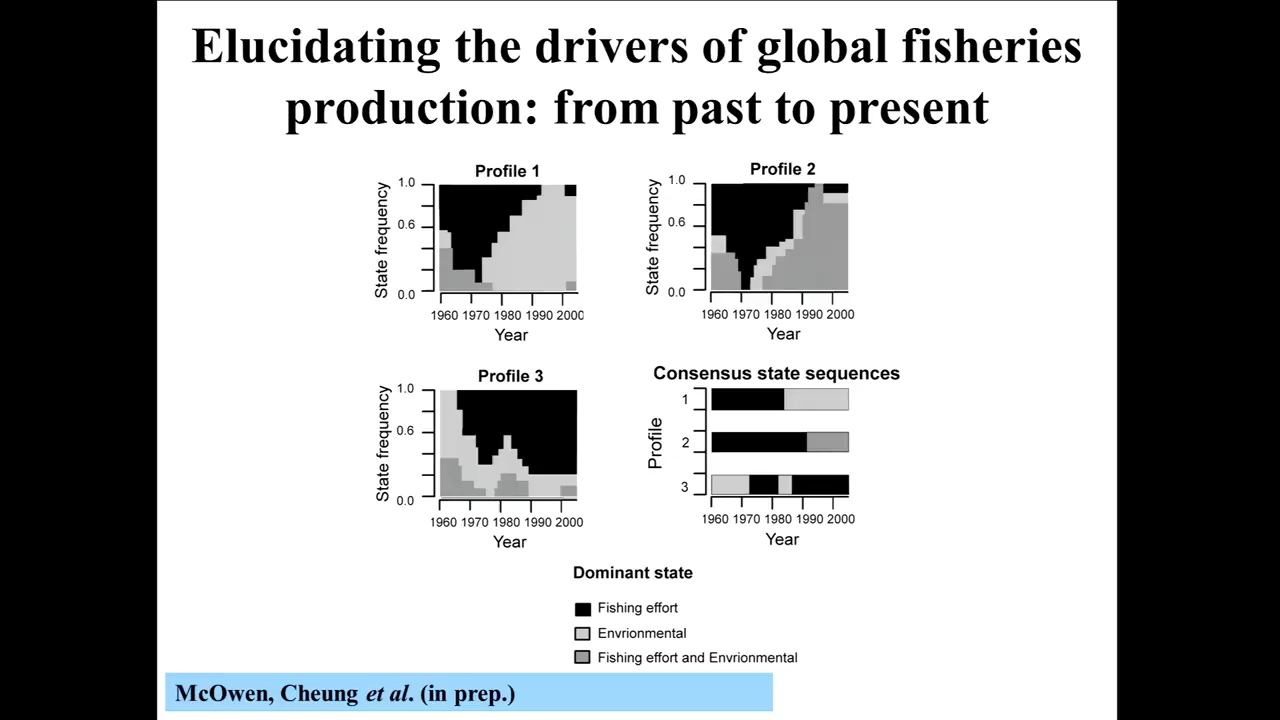 Elucidating the drivers of global fisheries
production: from past to present
Profile 1
State frequency
1.0
0.6
0.0
1960 1970 1980 1990 2000
Year
Profile 2
State frequency
1.0
0.6
0.0
1960 1970 1980 1990 2000
Year
Profile 3
State frequency
1.0
0.6
0.0
1960 1970 1980 1990 2000
Year
Consensus state sequences
Profile
1
2
3
1960 1970 1980 1990 2000
Year
Dominant state
Fishing effort
Envrionmental
Fishing effort and Envrionmental
McOwen, Cheung et al. (in prep.)